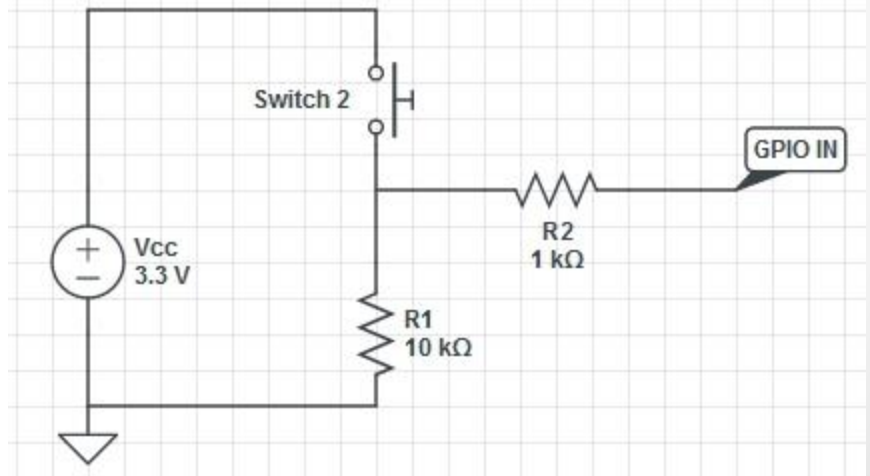 Switch 2
GPIO IN
R2
1 kΩ
+
−
Vcc
3.3 V
R1
10 kΩ